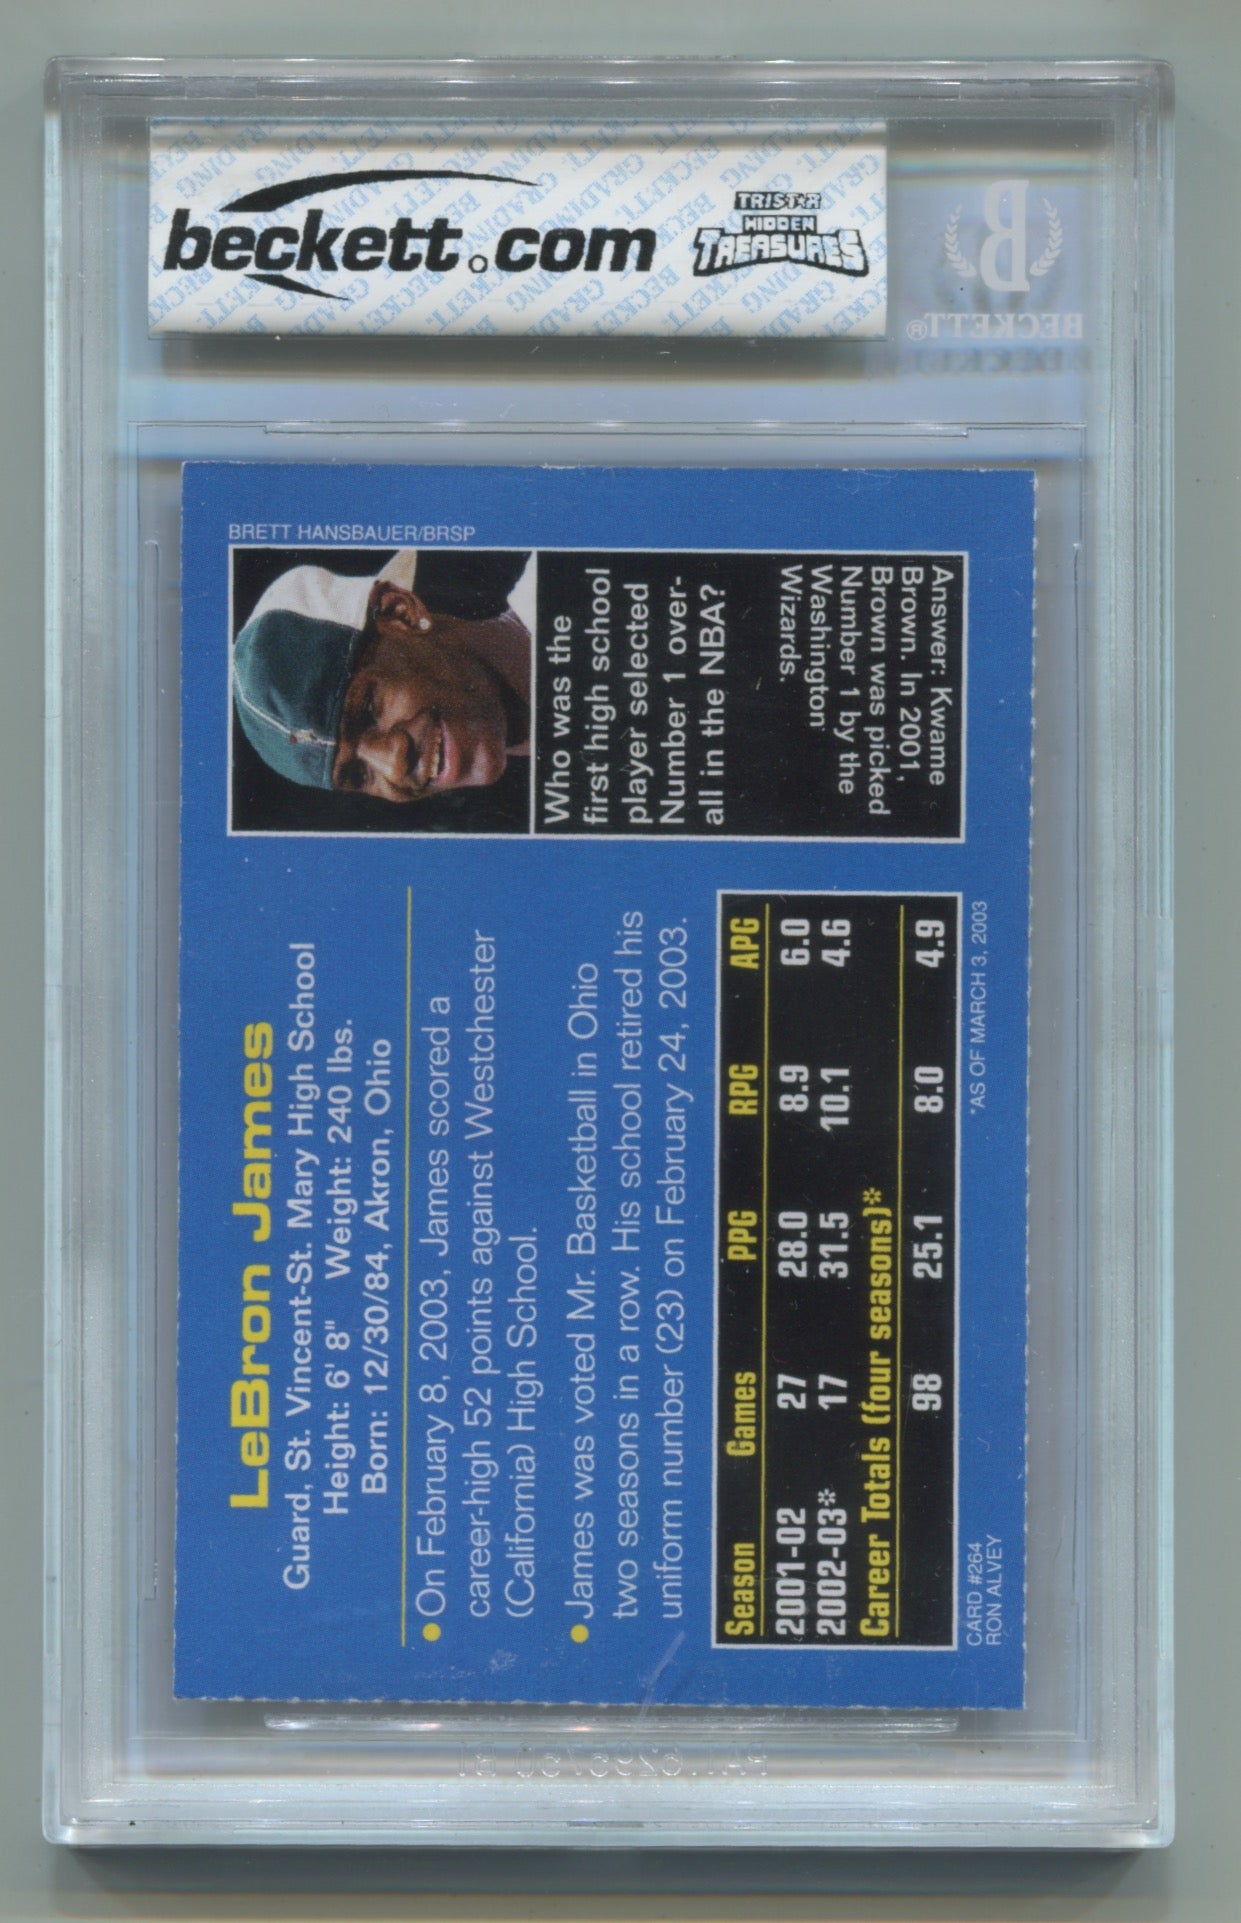 beckett.com
TRISTAR
HIDDEN
TREASURES
BECKETT®
LeBron James
Guard, St. Vincent-St. Mary High School
Height: 6' 8" Weight: 240 lbs.
Born: 12/30/84, Akron, Ohio
• On February 8, 2003, James scored a
career-high 52 points against Westchester
(California) High School.
• James was voted Mr. Basketball in Ohio
two seasons in a row. His school retired his
uniform number (23) on February 24, 2003.
Season Games PPG RPG APG
2001-02 27 28.0 8.9 6.0
2002-03* 17 31.5 10.1 4.6
Career Totals (four seasons)*
98 25.1 8.0 4.9
*AS OF MARCH 3, 2003
CARD #264
RON ALVEY
BRETT HANSBAUER/BRSP
Who was the
first high school
player selected
Number 1 over-
all in the NBA?
Answer: Kwame
Brown. In 2001,
Brown was picked
Number 1 by the
Washington
Wizards.